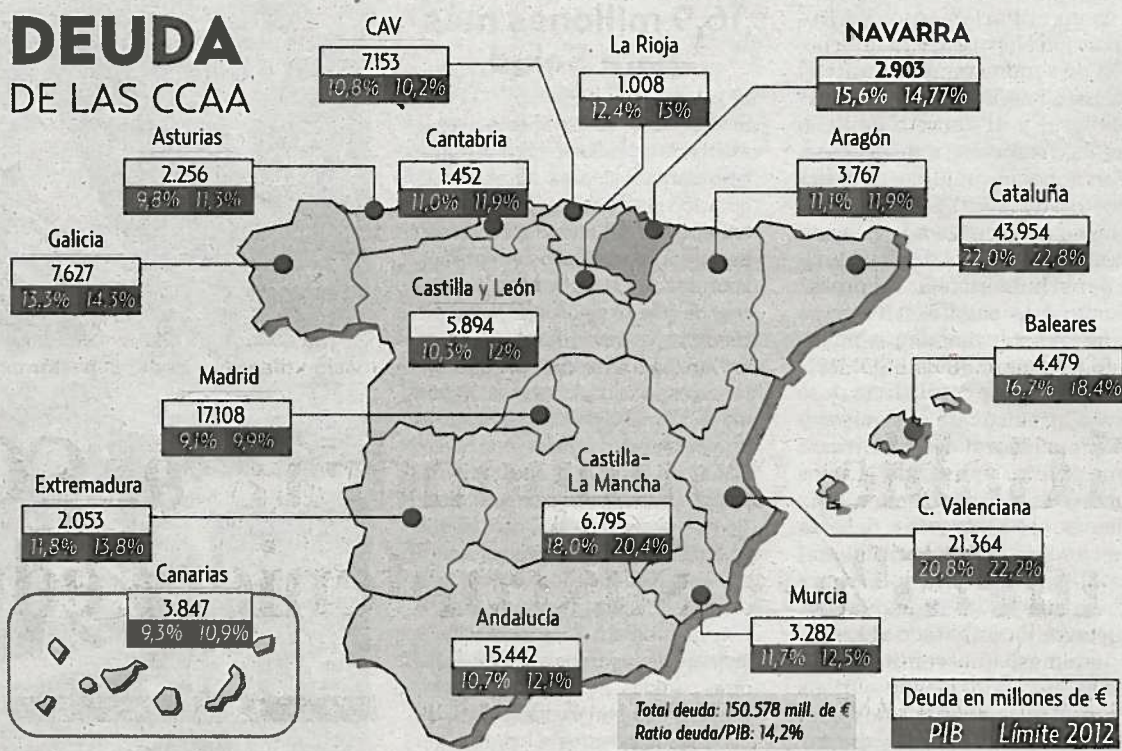 DEUDA
DE LAS CCAA
CAV
7.153
10,8% 10,2%
La Rioja
1.008
12,4% 13%
NAVARRA
2.903
15,6% 14,77%
Asturias
2.256
9,8% 11,3%
Cantabria
1.452
11,0% 11,9%
Aragón
3.767
11,1% 11,9%
Cataluña
43.954
22,0% 22,8%
Galicia
7.627
13,3% 14,3%
Castilla y León
5.894
10,3% 12%
Baleares
4.479
16,7% 18,4%
Madrid
17.108
9,1% 9,9%
Castilla-
La Mancha
6.795
18,0% 20,4%
Extremadura
2.053
11,8% 13,8%
C. Valenciana
21.364
20,8% 22,2%
Canarias
3.847
9,3% 10,9%
Andalucía
15.442
10,7% 12,1%
Murcia
3.282
11,7% 12,5%
Total deuda: 150.578 mill. de €
Ratio deuda/PIB: 14,2%
Deuda en millones de €
PIB Límite 2012